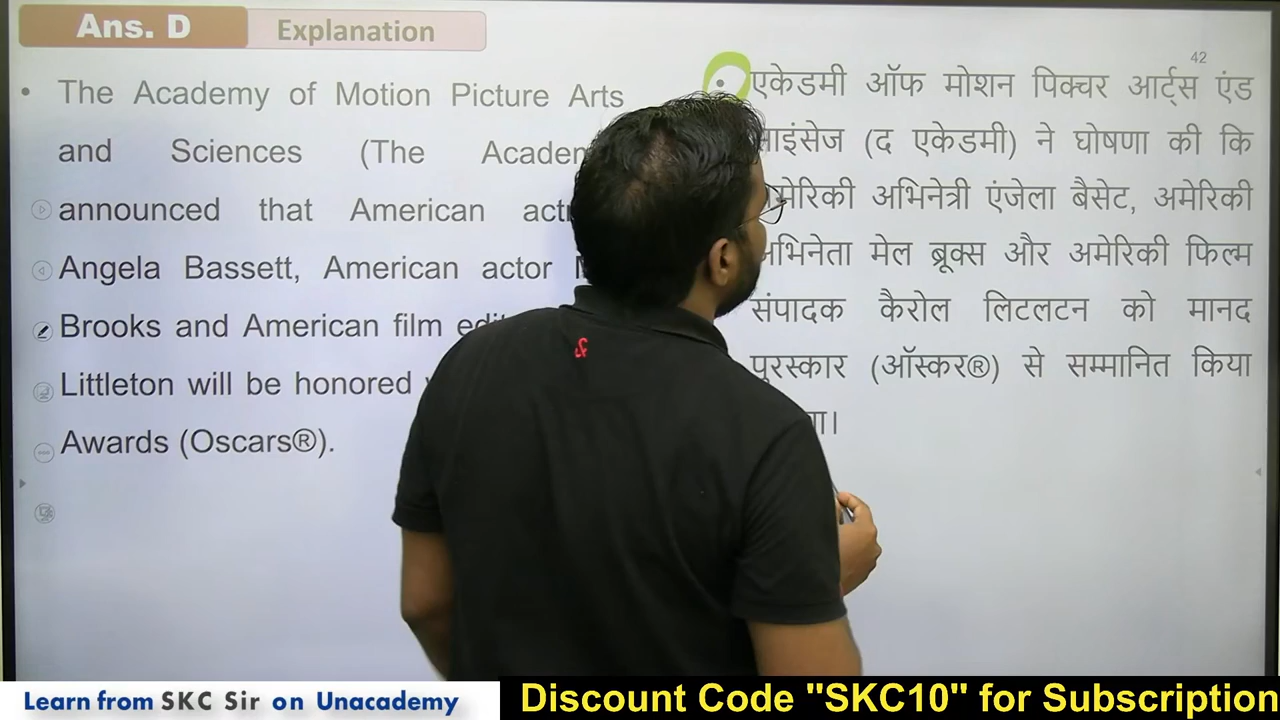 Ans. D
Explanation
42
• The Academy of Motion Picture Arts
and Sciences (The
announced that American
Angela Bassett, American actor
Brooks and American film
Littleton will be honored
Awards (Oscars®).
• एकेडमी ऑफ मोशन पिक्चर आर्ट्स एंड
(द एकेडमी) ने घोषणा की कि
अभिनेत्री एंजेला बैसेट, अमेरिकी
मेल ब्रूक्स और अमेरिकी फिल्म
संपादक कैरोल लिटलटन को मानद
पुरस्कार (ऑस्कर®) से सम्मानित किया
Learn from SKC Sir on Unacademy
Discount Code "SKC10" for Subscription